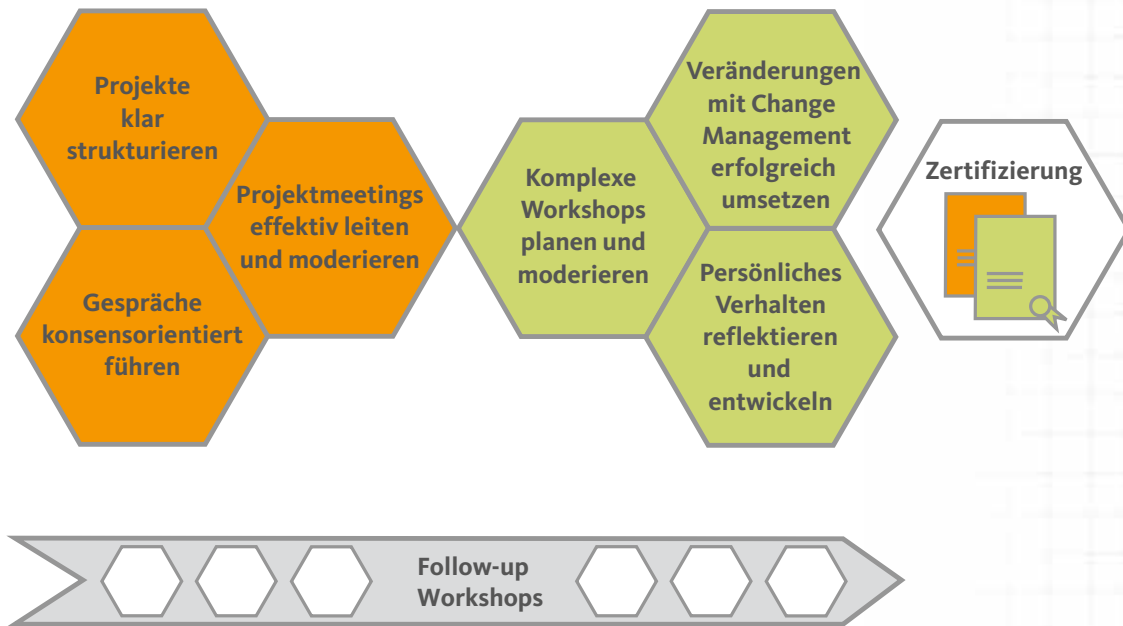 Projekte
klar
strukturieren
Gespräche
konsensorientiert
führen
Projektmeetings
effektiv leiten
und moderieren
Komplexe
Workshops
planen und
moderieren
Veränderungen
mit Change
Management
erfolgreich
umsetzen
Persönliches
Verhalten
reflektieren
und
entwickeln
Zertifizierung
Follow-up
Workshops